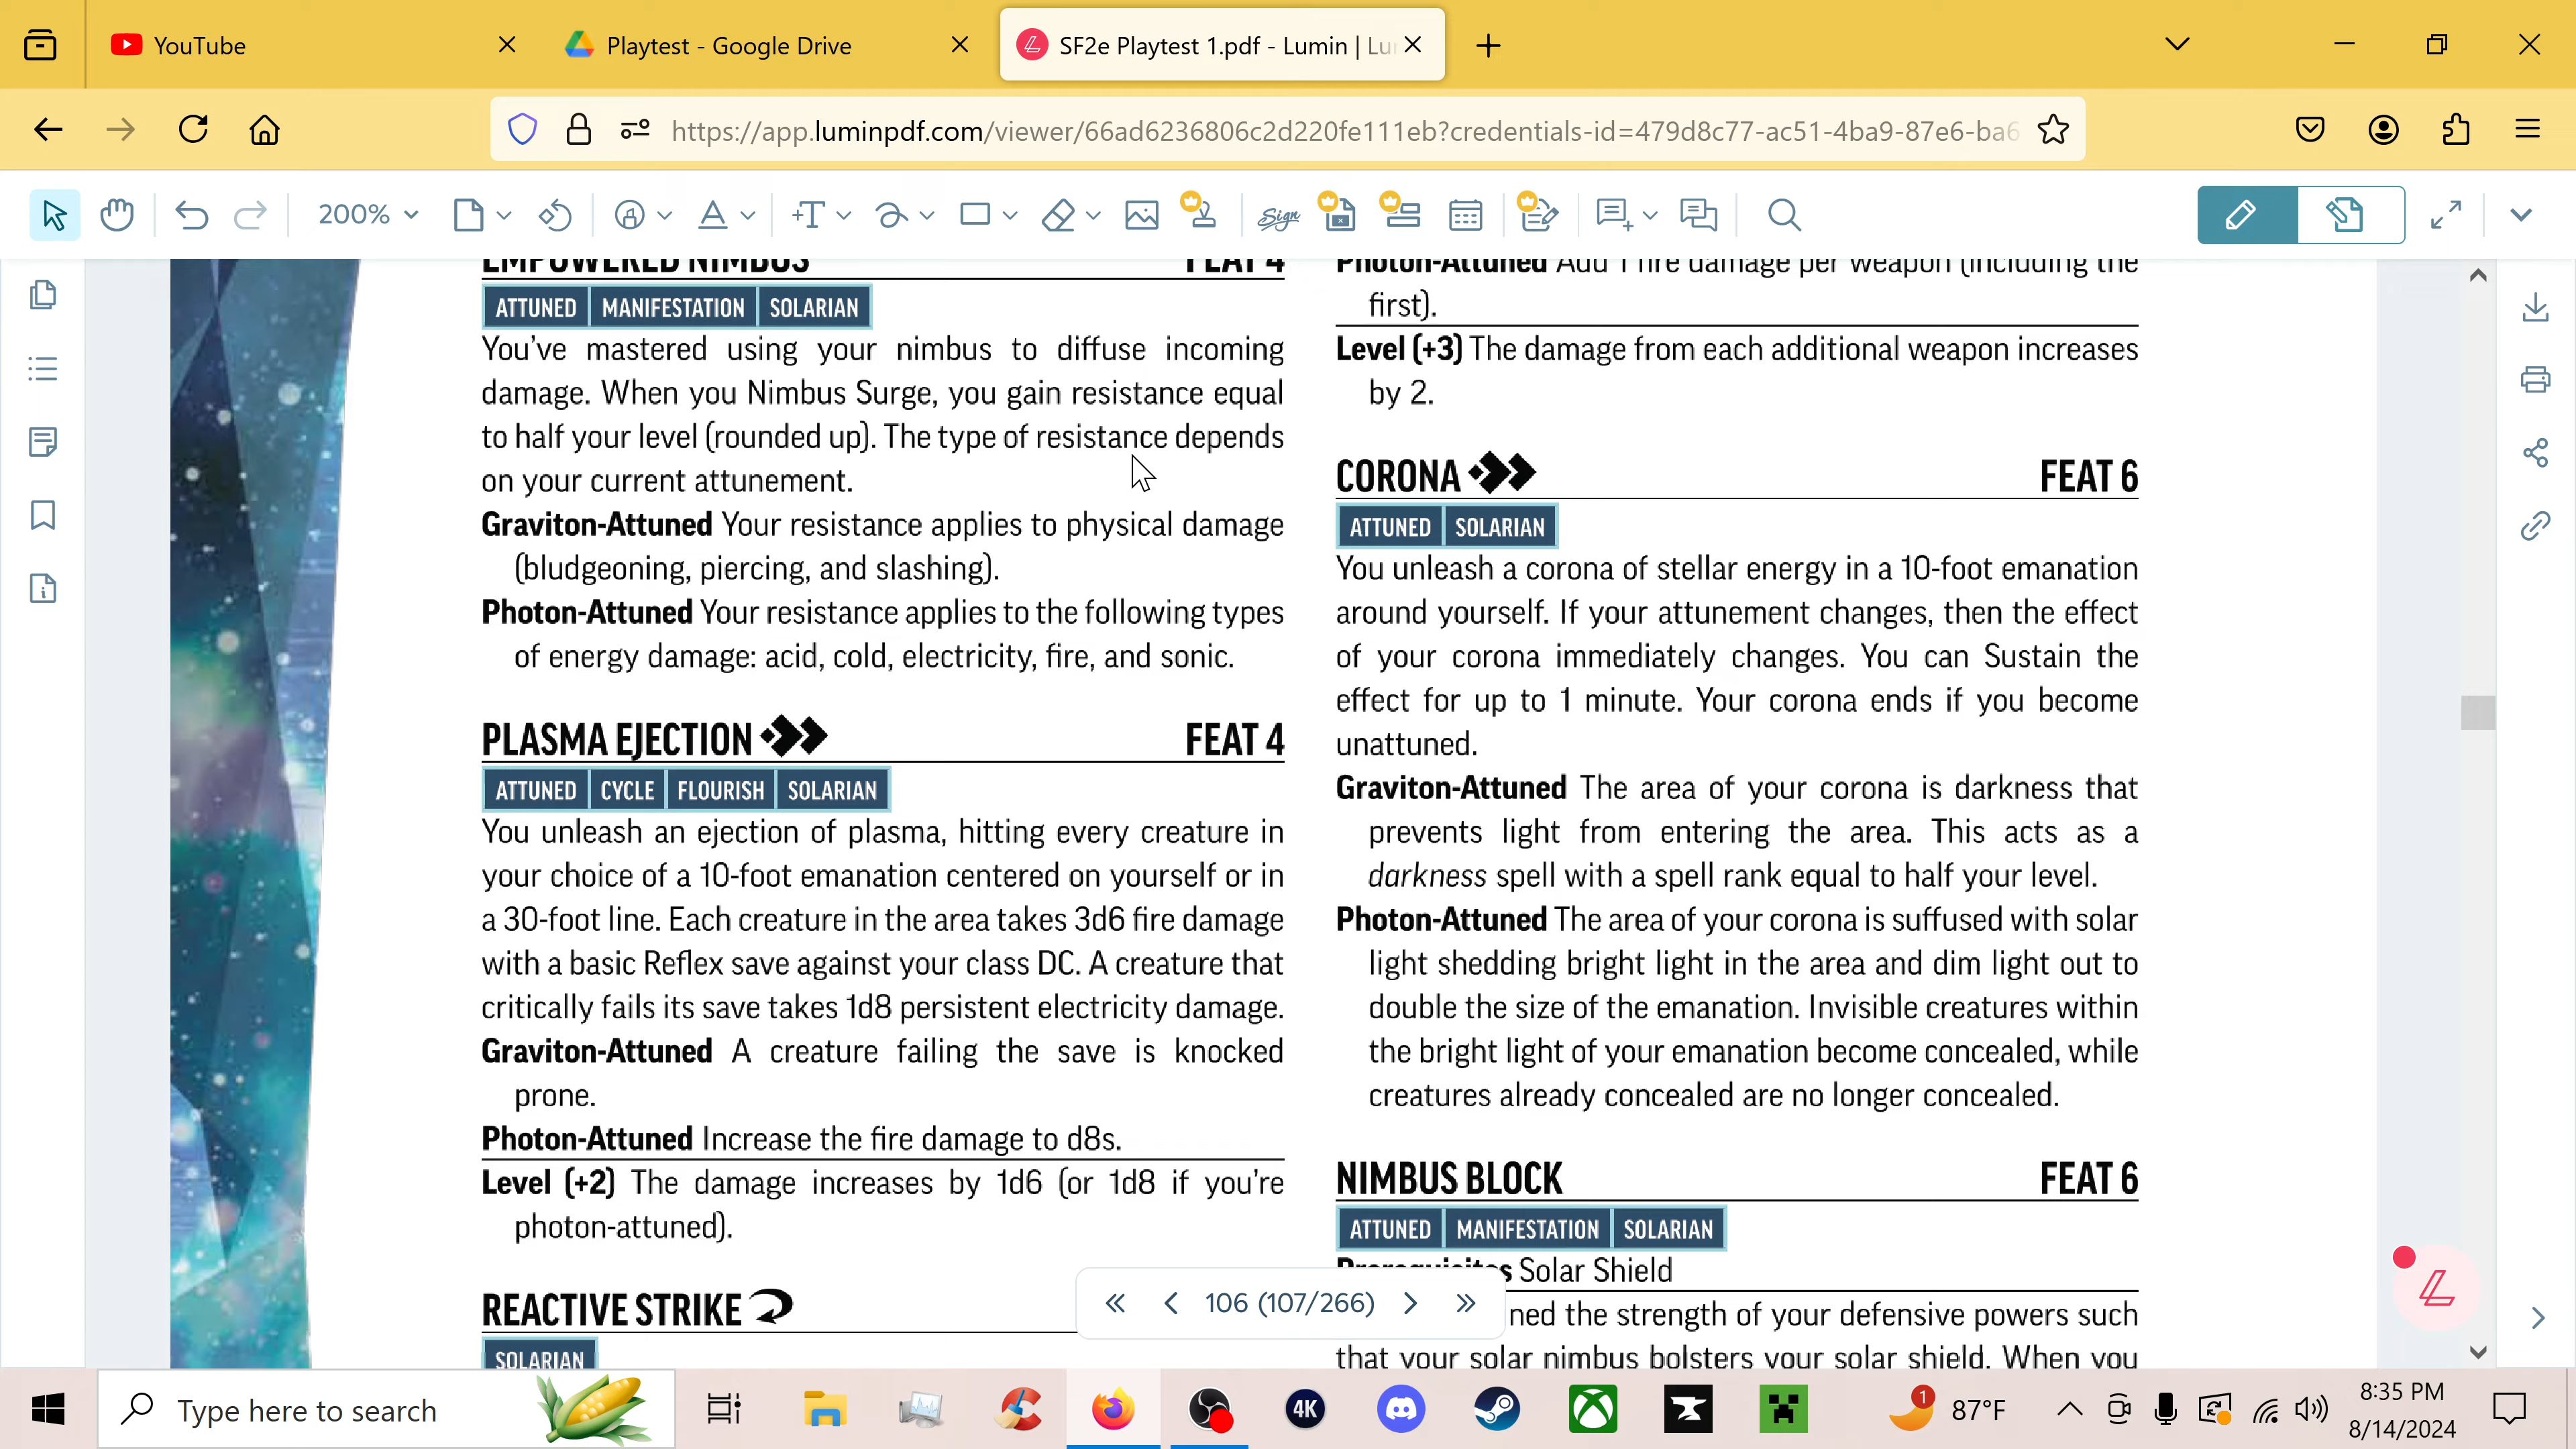 YouTube
Playtest - Google Drive
SF2e Playtest 1.pdf - Lumin | Lu
https://app.luminpdf.com/viewer/66ad6236806c2d220fe111eb?credentials-id=479d8c77-ac51-4ba9-87e6-ba6
200%
Sign
EMPOWERED NIMBUS FEAT 4
ATTUNED MANIFESTATION SOLARIAN
You've mastered using your nimbus to diffuse incoming
damage. When you Nimbus Surge, you gain resistance equal
to half your level (rounded up). The type of resistance depends
on your current attunement.
Graviton-Attuned Your resistance applies to physical damage
(bludgeoning, piercing, and slashing).
Photon-Attuned Your resistance applies to the following types
of energy damage: acid, cold, electricity, fire, and sonic.
PLASMA EJECTION FEAT 4
ATTUNED CYCLE FLOURISH SOLARIAN
You unleash an ejection of plasma, hitting every creature in
your choice of a 10-foot emanation centered on yourself or in
a 30-foot line. Each creature in the area takes 3d6 fire damage
with a basic Reflex save against your class DC. A creature that
critically fails its save takes 1d8 persistent electricity damage.
Graviton-Attuned A creature failing the save is knocked
prone.
Photon-Attuned Increase the fire damage to d8s.
Level (+2) The damage increases by 1d6 (or 1d8 if you're
photon-attuned).
REACTIVE STRIKE
SOLARIAN
Photon-Attuned Add 1 fire damage per weapon (including the
first).
Level (+3) The damage from each additional weapon increases
by 2.
CORONA FEAT 6
ATTUNED SOLARIAN
You unleash a corona of stellar energy in a 10-foot emanation
around yourself. If your attunement changes, then the effect
of your corona immediately changes. You can Sustain the
effect for up to 1 minute. Your corona ends if you become
unattuned.
Graviton-Attuned The area of your corona is darkness that
prevents light from entering the area. This acts as a
darkness spell with a spell rank equal to half your level.
Photon-Attuned The area of your corona is suffused with solar
light shedding bright light in the area and dim light out to
double the size of the emanation. Invisible creatures within
the bright light of your emanation become concealed, while
creatures already concealed are no longer concealed.
NIMBUS BLOCK FEAT 6
ATTUNED MANIFESTATION SOLARIAN
Prerequisites Solar Shield
ned the strength of your defensive powers such
that your solar nimbus bolsters your solar shield. When you
106 (107/266)
Type here to search
4K
1
87°F
8:35 PM
8/14/2024